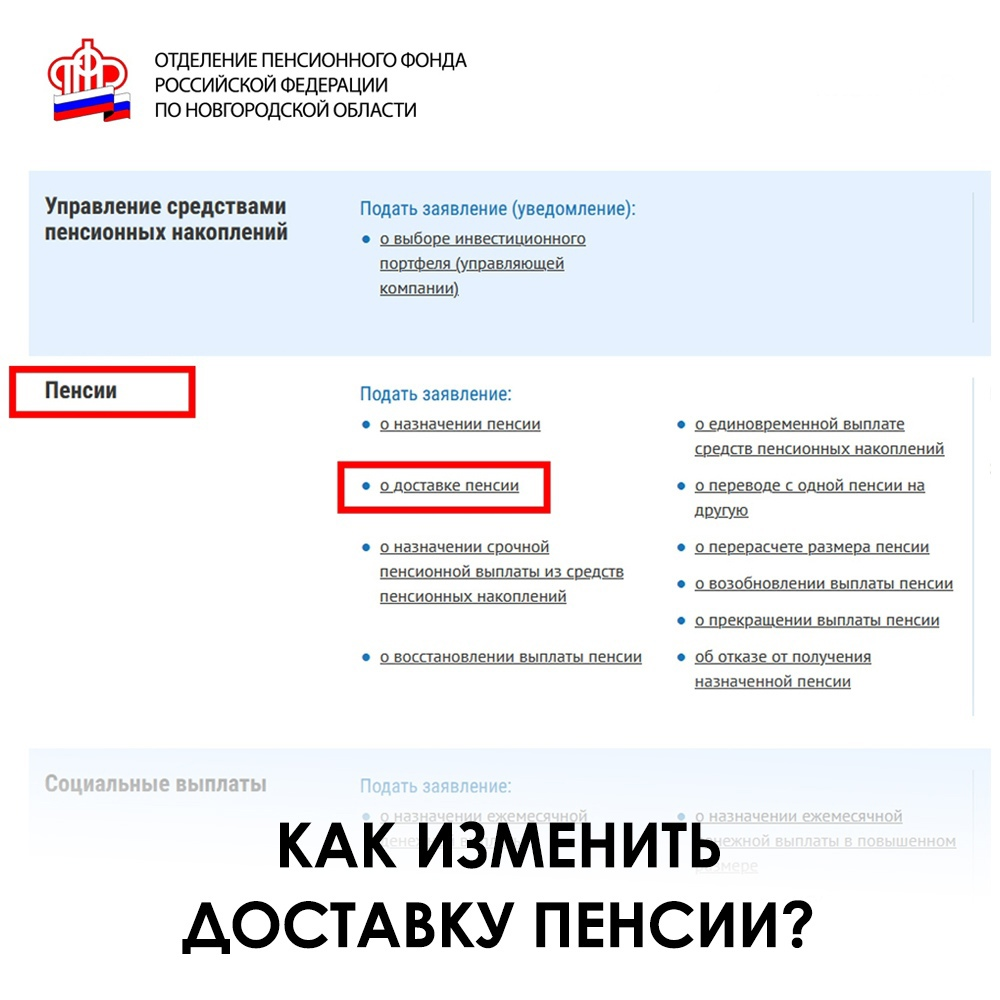 ОТДЕЛЕНИЕ ПЕНСИОННОГО ФОНДА
РОССИЙСКОЙ ФЕДЕРАЦИИ
ПО НОВГОРОДСКОЙ ОБЛАСТИ
Управление средствами
пенсионных накоплений
Подать заявление (уведомление):
о выборе инвестиционного
портфеля (управляющей
компании)
Пенсии
Подать заявление:
о назначении пенсии
о доставке пенсии
о назначении срочной
пенсионной выплаты из средств
пенсионных накоплений
о восстановлении выплаты пенсии
о единовременной выплате
средств пенсионных накоплений
о переводе с одной пенсии на
другую
о перерасчете размера пенсии
о возобновлении выплаты пенсии
о прекращении выплаты пенсии
об отказе от получения
назначенной пенсии
Социальные выплаты
Подать заявление:
о назначении ежемесячной
о назначении ежемесячной
денежной выплаты в повышенном
размере
КАК ИЗМЕНИТЬ
ДОСТАВКУ ПЕНСИИ?